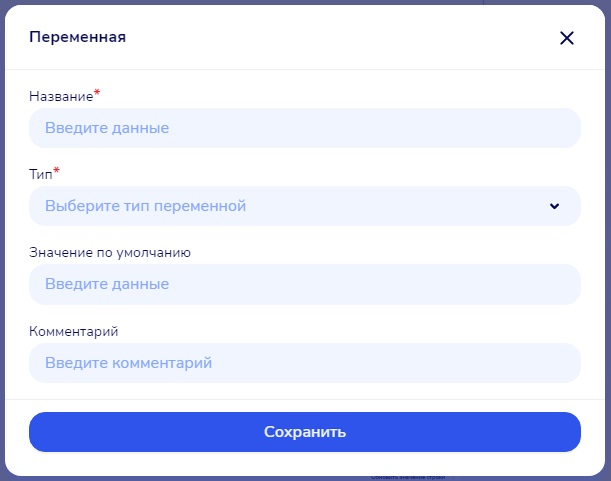 Переменная
Название*
Введите данные
Тип*
Выберите тип переменной
Значение по умолчанию
Введите данные
Комментарий
Введите комментарий
Сохранить